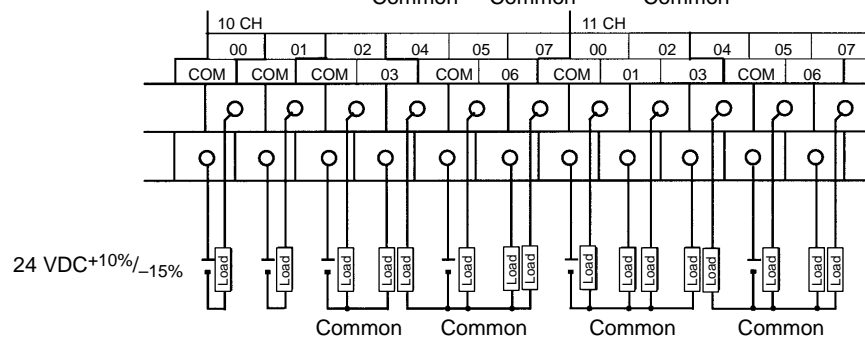 Common Common Common
10 CH 11 CH
00 01 02 04 05 07 00 02 04 05 07
COM COM COM 03 COM 06 COM 01 03 COM 06
24 VDC+10%/–15%
Load Load Load Load Load Load Load Load Load Load Load Load Load Load Load Load
Common Common Common Common